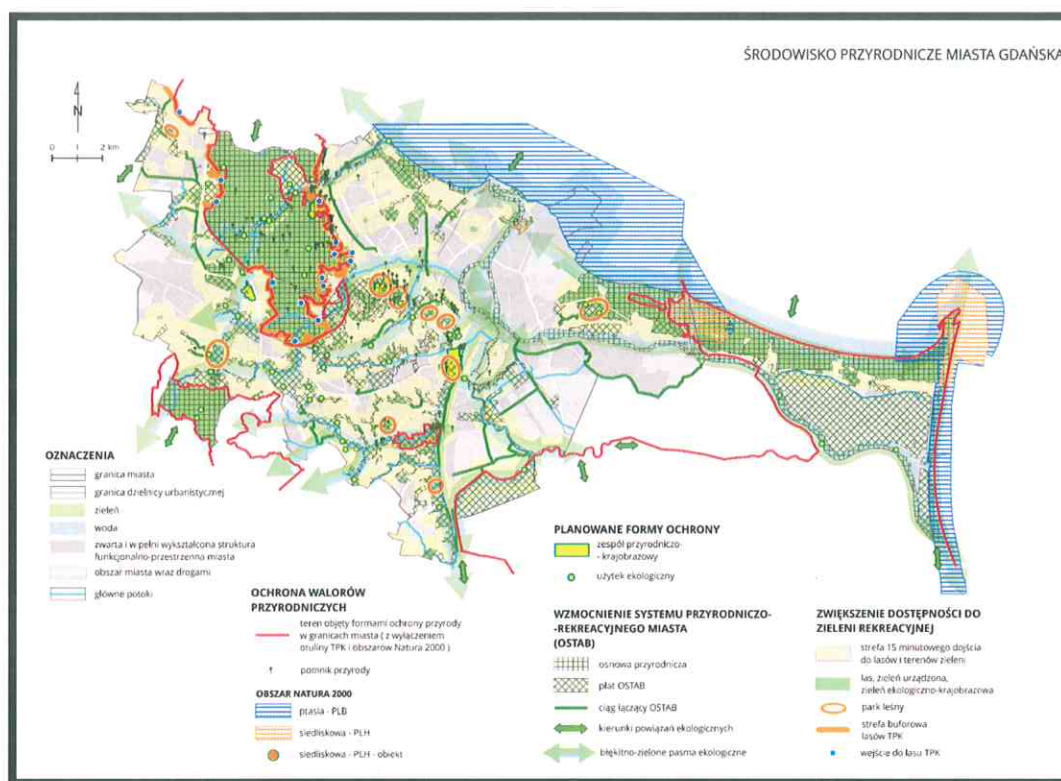 ŚRODOWISKO PRZYRODNICZE MIASTA GDAŃSKA
N
0 1 2 km
OZNACZENIA
granica miasta
granica dzielnicy urbanistycznej
zieleń
woda
zwarta i w pełni wykształcona struktura
funkcjonalno-przestrzenna miasta
obszar miasta wraz drogami
główne potoki
OCHRONA WALORÓW
PRZYRODNICZYCH
teren objęty formami ochrony przyrody
w granicach miasta ( z wyłączeniem
otuliny TPK i obszarów Natura 2000 )
pomnik przyrody
OBSZAR NATURA 2000
ptasia - PLB
siedliskowa - PLH
siedliskowa - PLH - obiekt
PLANOWANE FORMY OCHRONY
zespół przyrodniczo-
- krajobrazowy
użytek ekologiczny
WZMOCNIENIE SYSTEMU PRZYRODNICZO-
-REKREACYJNEGO MIASTA
(OSTAB)
osnowa przyrodnicza
płat OSTAB
ciąg łączący OSTAB
kierunki powiązań ekologicznych
błękitno-zielone pasma ekologiczne
ZWIĘKSZENIE DOSTĘPNOŚCI DO
ZIELENI REKREACYJNEJ
strefa 15 minutowego dojścia
do lasów i terenów zieleni
las, zieleń urządzona,
zieleń ekologiczno-krajobrazowa
park leśny
strefa buforowa
lasów TPK
wejście do lasu TPK